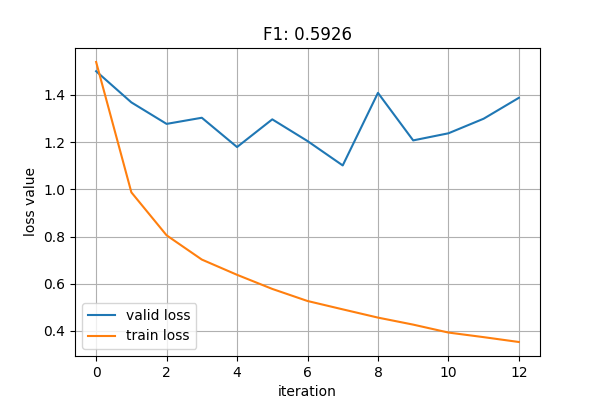 F1: 0.5926
loss value
1.4
1.2
1.0
0.8
0.6
0.4
valid loss
train loss
0 2 4 6 8 10 12
iteration